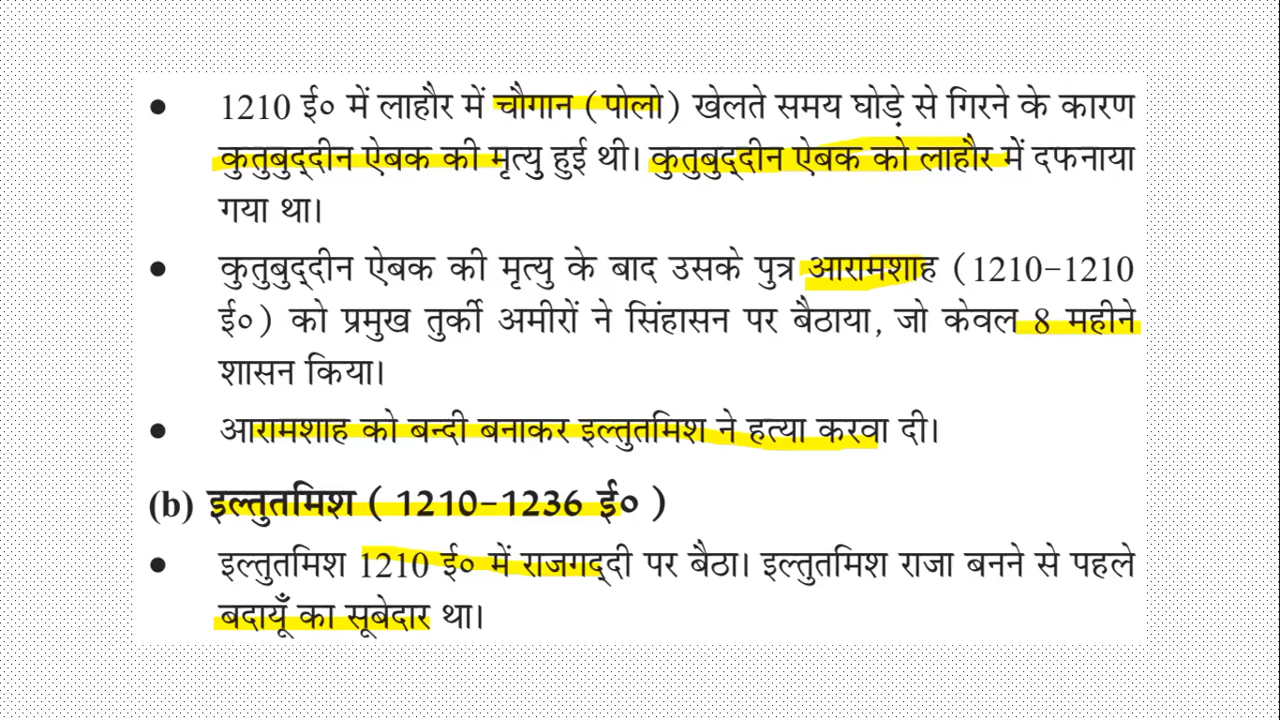 ● 1210 ई० में लाहौर में चौगान (पोलो) खेलते समय घोड़े से गिरने के कारण
कुतुबुद्दीन ऐबक की मृत्यु हुई थी। कुतुबुद्दीन ऐबक को लाहौर में दफनाया
गया था।
● कुतुबुद्दीन ऐबक की मृत्यु के बाद उसके पुत्र आरामशाह (1210-1210
ई०) को प्रमुख तुर्की अमीरों ने सिंहासन पर बैठाया, जो केवल 8 महीने
शासन किया।
● आरामशाह को बन्दी बनाकर इल्तुतमिश ने हत्या करवा दी।
(b) इल्तुतमिश ( 1210-1236 ई० )
● इल्तुतमिश 1210 ई० में राजगद्दी पर बैठा। इल्तुतमिश राजा बनने से पहले
बदायूँ का सूबेदार था।